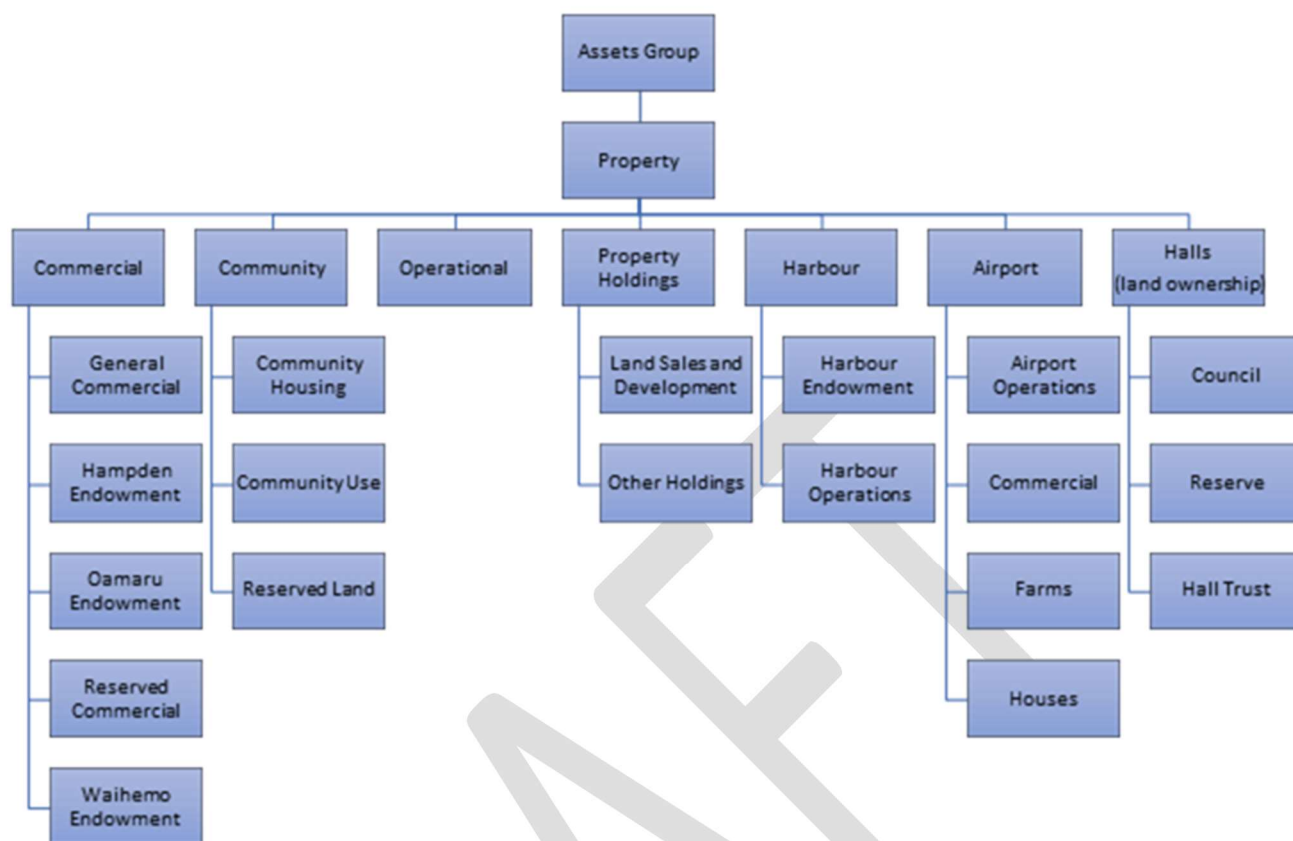 Assets Group
Property
Commercial
Community
Operational
Property
Holdings
Harbour
Airport
Halls
(land ownership)
General
Commercial
Hampden
Endowment
Oamaru
Endowment
Reserved
Commercial
Waihemo
Endowment
Community
Housing
Community Use
Reserved Land
Land Sales and
Development
Other Holdings
Harbour
Endowment
Harbour
Operations
Airport
Operations
Commercial
Farms
Houses
Council
Reserve
Hall Trust